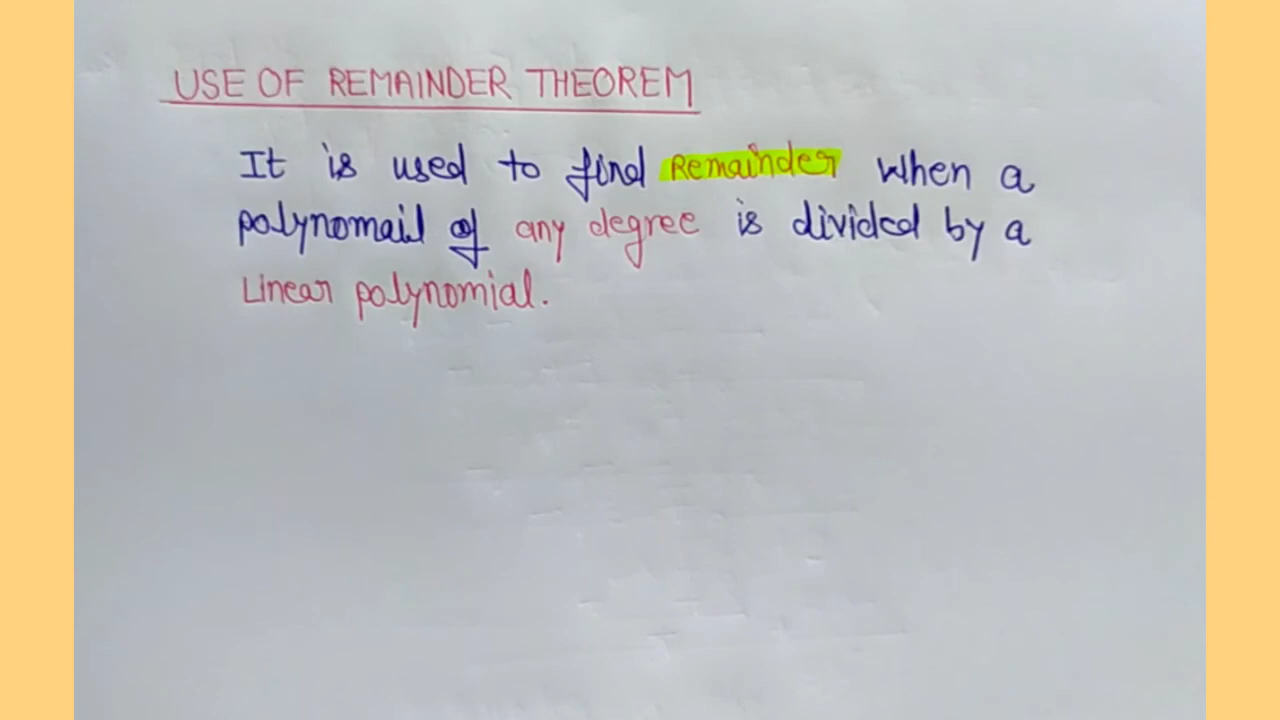 USE OF REMAINDER THEOREM
It is used to find Remainder when a
polynomail of any degree is divided by a
Linear polynomial.